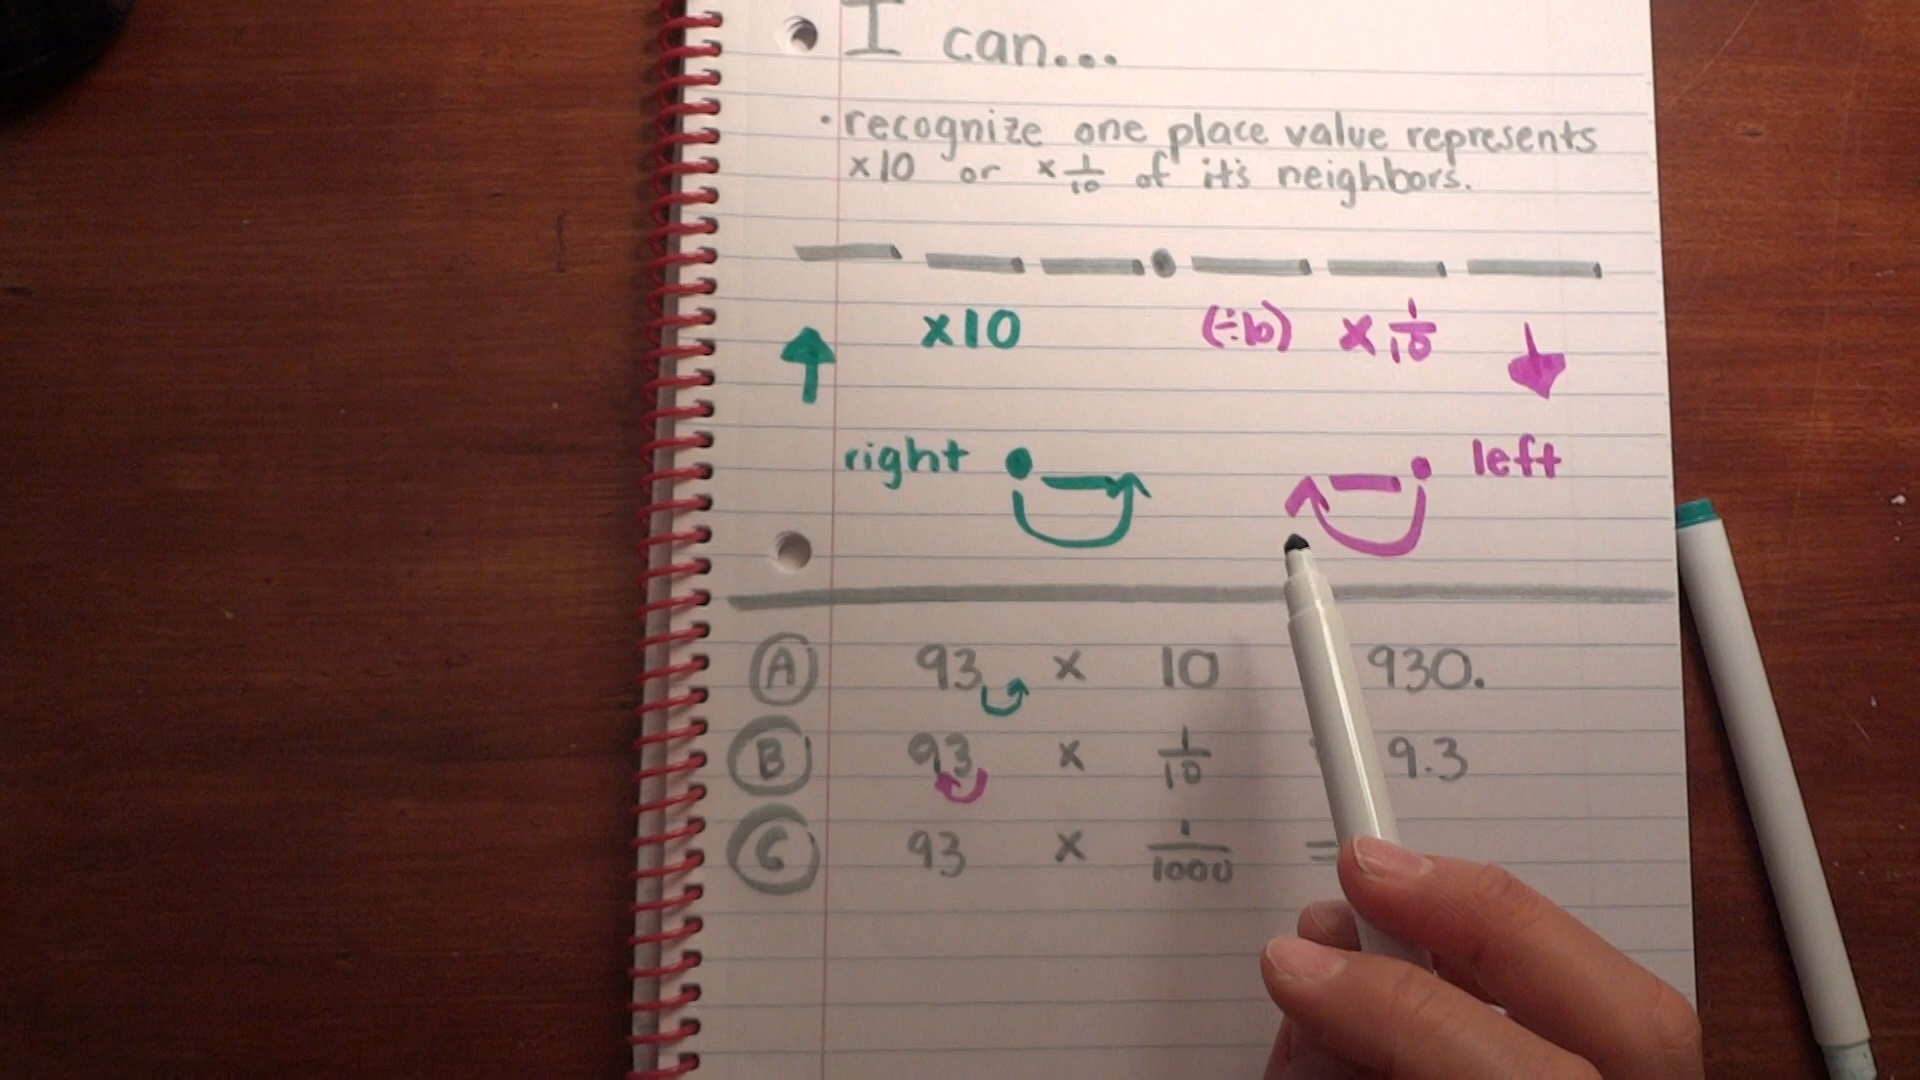 I can...
• recognize one place value represents
x10 or x 1/10 of it's neighbors.
x10 (÷10) x 1/10
right left
A 93 x 10 930.
B 93 x 1/10 9.3
C 93 x 1/1000 =